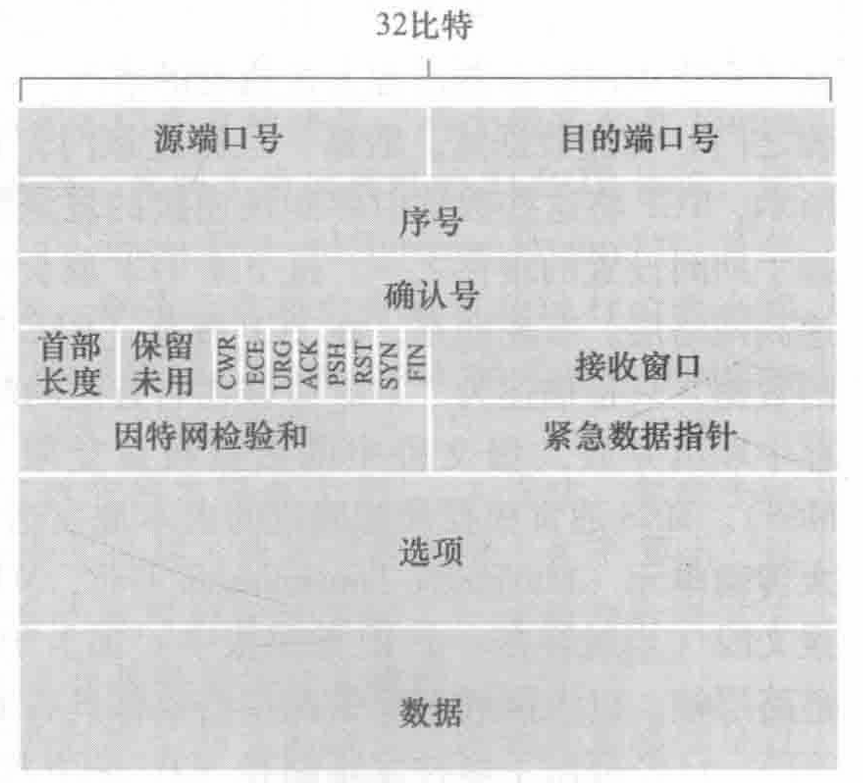 32比特
源端口号 目的端口号
序号
确认号
首部长度 保留未用 CWR ECE URG ACK PSH RST SYN FIN 接收窗口
因特网检验和 紧急数据指针
选项
数据